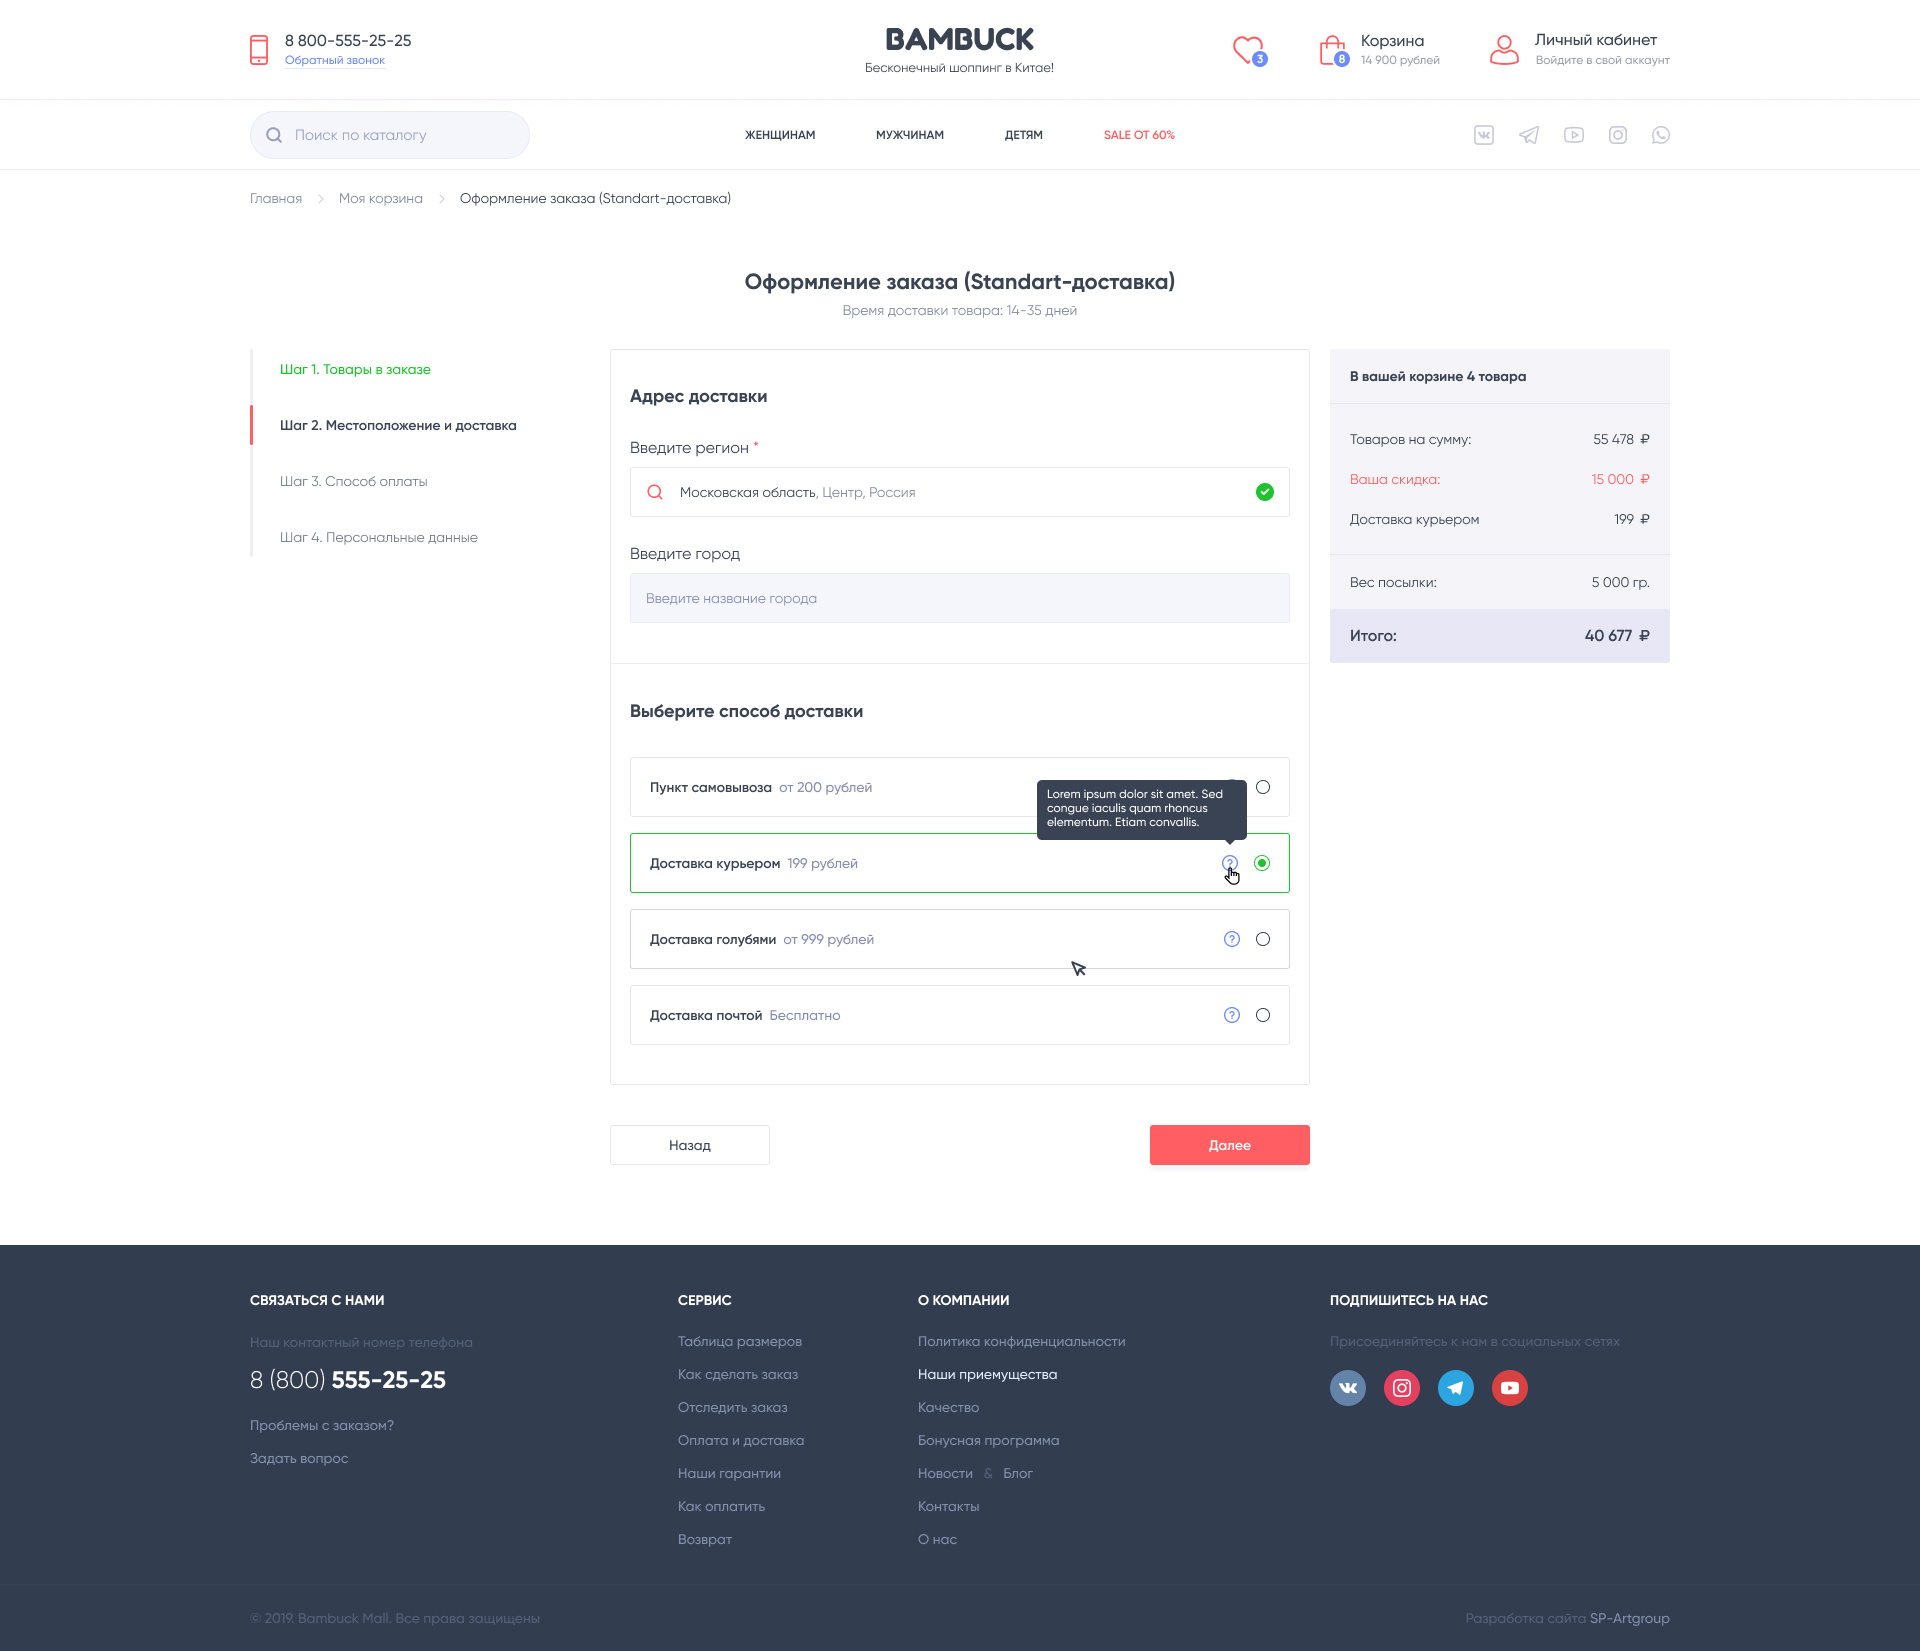 8 800-555-25-25
Обратный звонок
BAMBUCK
Бесконечный шоппинг в Китае!
3
8
Корзина
14 900 рублей
Личный кабинет
Войдите в свой аккаунт
Поиск по каталогу
ЖЕНЩИНАМ
МУЖЧИНАМ
ДЕТЯМ
SALE ОТ 60%
Главная
Моя корзина
Оформление заказа (Standart-доставка)
Оформление заказа (Standart-доставка)
Время доставки товара: 14-35 дней
Шаг 1. Товары в заказе
Шаг 2. Местоположение и доставка
Шаг 3. Способ оплаты
Шаг 4. Персональные данные
Адрес доставки
Введите регион *
Московская область, Центр, Россия
Введите город
Введите название города
Выберите способ доставки
Пункт самовывоза от 200 рублей
Lorem ipsum dolor sit amet. Sed
congue iaculis quam rhoncus
elementum. Etiam convallis.
Доставка курьером 199 рублей
?
Доставка голубями от 999 рублей
?
Доставка почтой Бесплатно
?
Назад
Далее
В вашей корзине 4 товара
Товаров на сумму: 55 478 ₽
Ваша скидка: 15 000 ₽
Доставка курьером 199 ₽
Вес посылки: 5 000 гр.
Итого: 40 677 ₽
СВЯЗАТЬСЯ С НАМИ
Наш контактный номер телефона
8 (800) 555-25-25
Проблемы с заказом?
Задать вопрос
СЕРВИС
Таблица размеров
Как сделать заказ
Отследить заказ
Оплата и доставка
Наши гарантии
Как оплатить
Возврат
О КОМПАНИИ
Политика конфиденциальности
Наши приемущества
Качество
Бонусная программа
Новости & Блог
Контакты
О нас
ПОДПИШИТЕСЬ НА НАС
Присоединяйтесь к нам в социальных сетях
© 2019. Bambuck Mall. Все права защищены
Разработка сайта SP-Artgroup